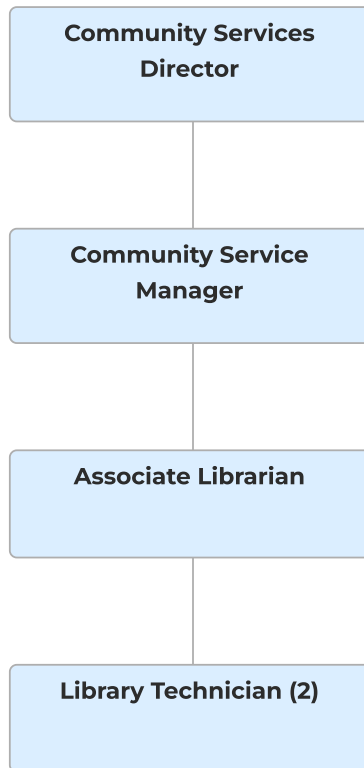 Community Services
Director
Community Service
Manager
Associate Librarian
Library Technician (2)